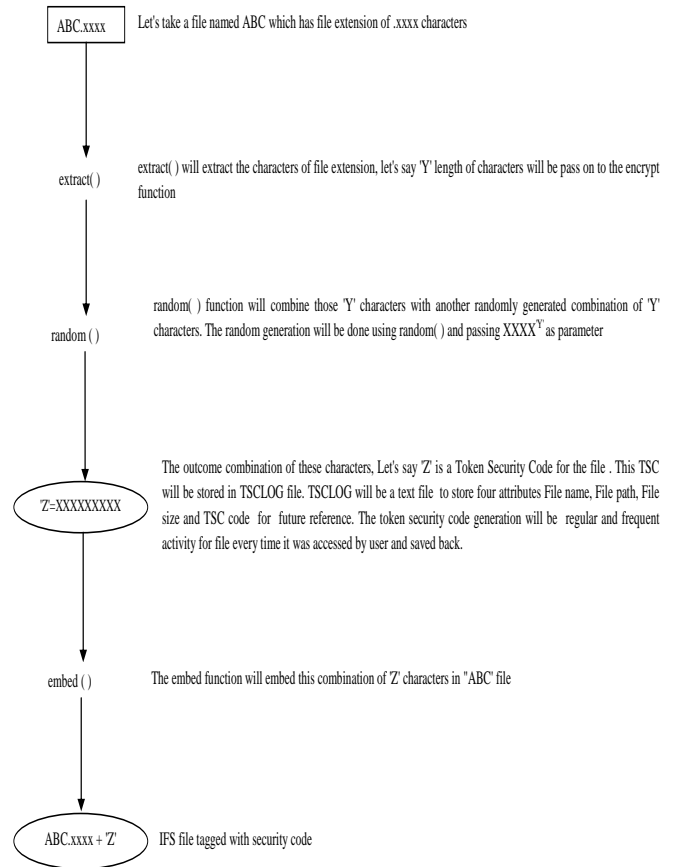 ABC.xxxx
Let's take a file named ABC which has file extension of .xxxx characters
extract( )
extract( ) will extract the characters of file extension, let's say 'Y' length of characters will be pass on to the encrypt
function
random ( )
random( ) function will combine those 'Y' characters with another randomly generated combination of 'Y'
characters. The random generation will be done using random( ) and passing XXXX'Y' as parameter
'Z'=XXXXXXXXX
The outcome combination of these characters, Let's say 'Z' is a Token Security Code for the file . This TSC
will be stored in TSCLOG file. TSCLOG will be a text file to store four attributes File name, File path, File
size and TSC code for future reference. The token security code generation will be regular and frequent
activity for file every time it was accessed by user and saved back.
embed ( )
The embed function will embed this combination of 'Z' characters in "ABC' file
ABC.xxxx + 'Z'
IFS file tagged with security code